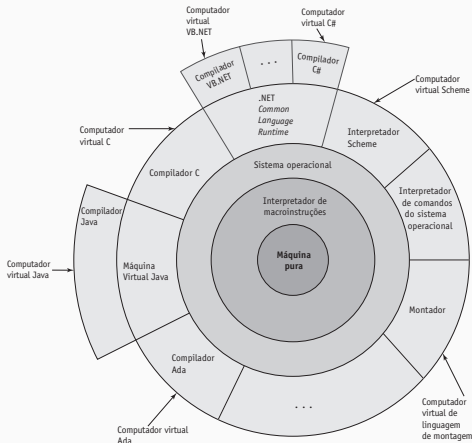 Computador
virtual
VB.NET
Computador
virtual C#
Compilador
VB.NET
. . .
Compilador
C#
Computador
virtual Scheme
.NET
Common
Language
Runtime
Computador
virtual C
Interpretador
Scheme
Compilador C
Sistema operacional
Interpretador
de comandos
do sistema
operacional
Compilador
Java
Interpretador de
macroinstruções
Máquina
pura
Computador
virtual Java
Máquina
Virtual Java
Montador
Compilador
Ada
. . .
Computador virtual
Ada
Computador
virtual de
linguagem
de montagem